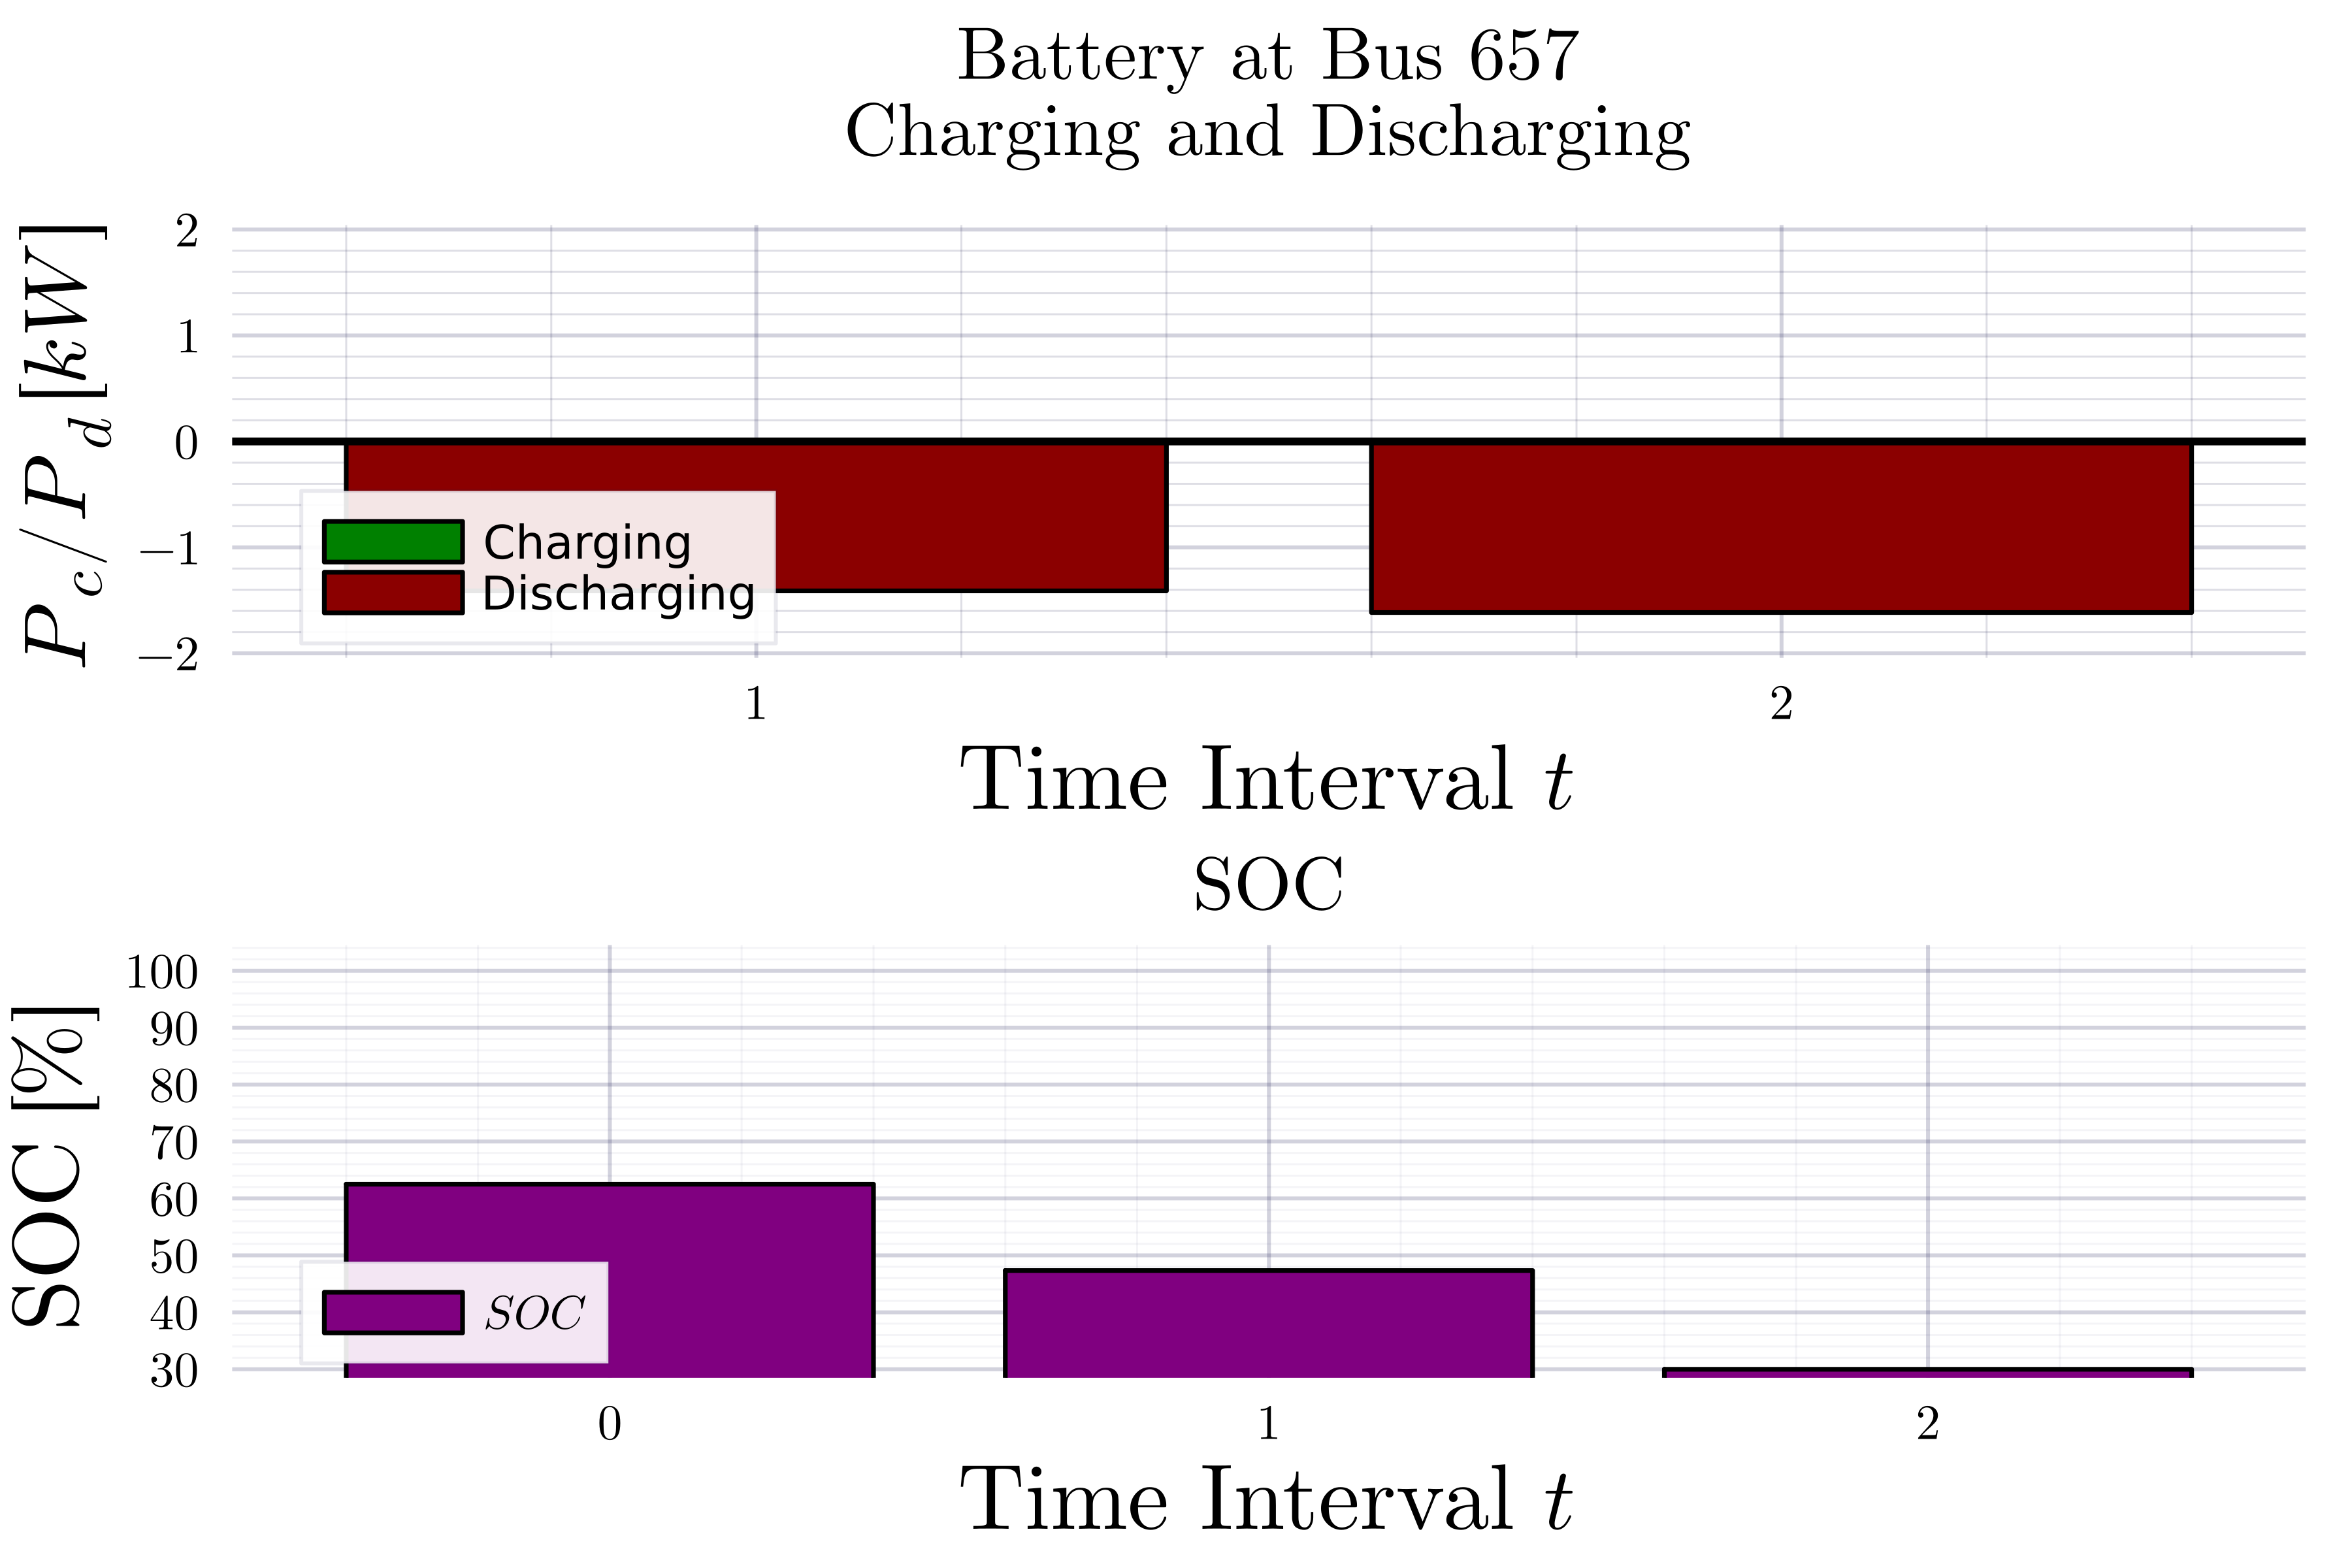 Battery at Bus 657
Charging and Discharging
P_c/P_d [kW]
2
1
0
−1
−2
Charging
Discharging
1 2
Time Interval t
SOC
SOC [%]
100
90
80
70
60
50
40
30
SOC
0 1 2
Time Interval t